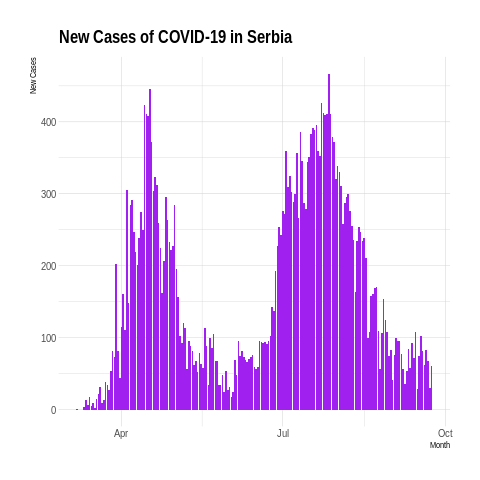 New Cases of COVID-19 in Serbia
New Cases
400
300
200
100
0
Apr
Jul
Oct
Month